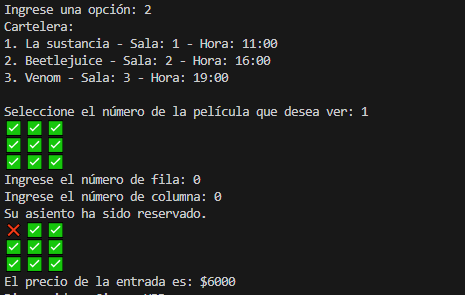 Ingrese una opción: 2
Cartelera:
1. La sustancia - Sala: 1 - Hora: 11:00
2. Beetlejuice - Sala: 2 - Hora: 16:00
3. Venom - Sala: 3 - Hora: 19:00
Seleccione el número de la película que desea ver: 1
✅ ✅ ✅
✅ ✅ ✅
✅ ✅ ✅
Ingrese el número de fila: 0
Ingrese el número de columna: 0
Su asiento ha sido reservado.
❌ ✅ ✅
✅ ✅ ✅
✅ ✅ ✅
El precio de la entrada es: $6000